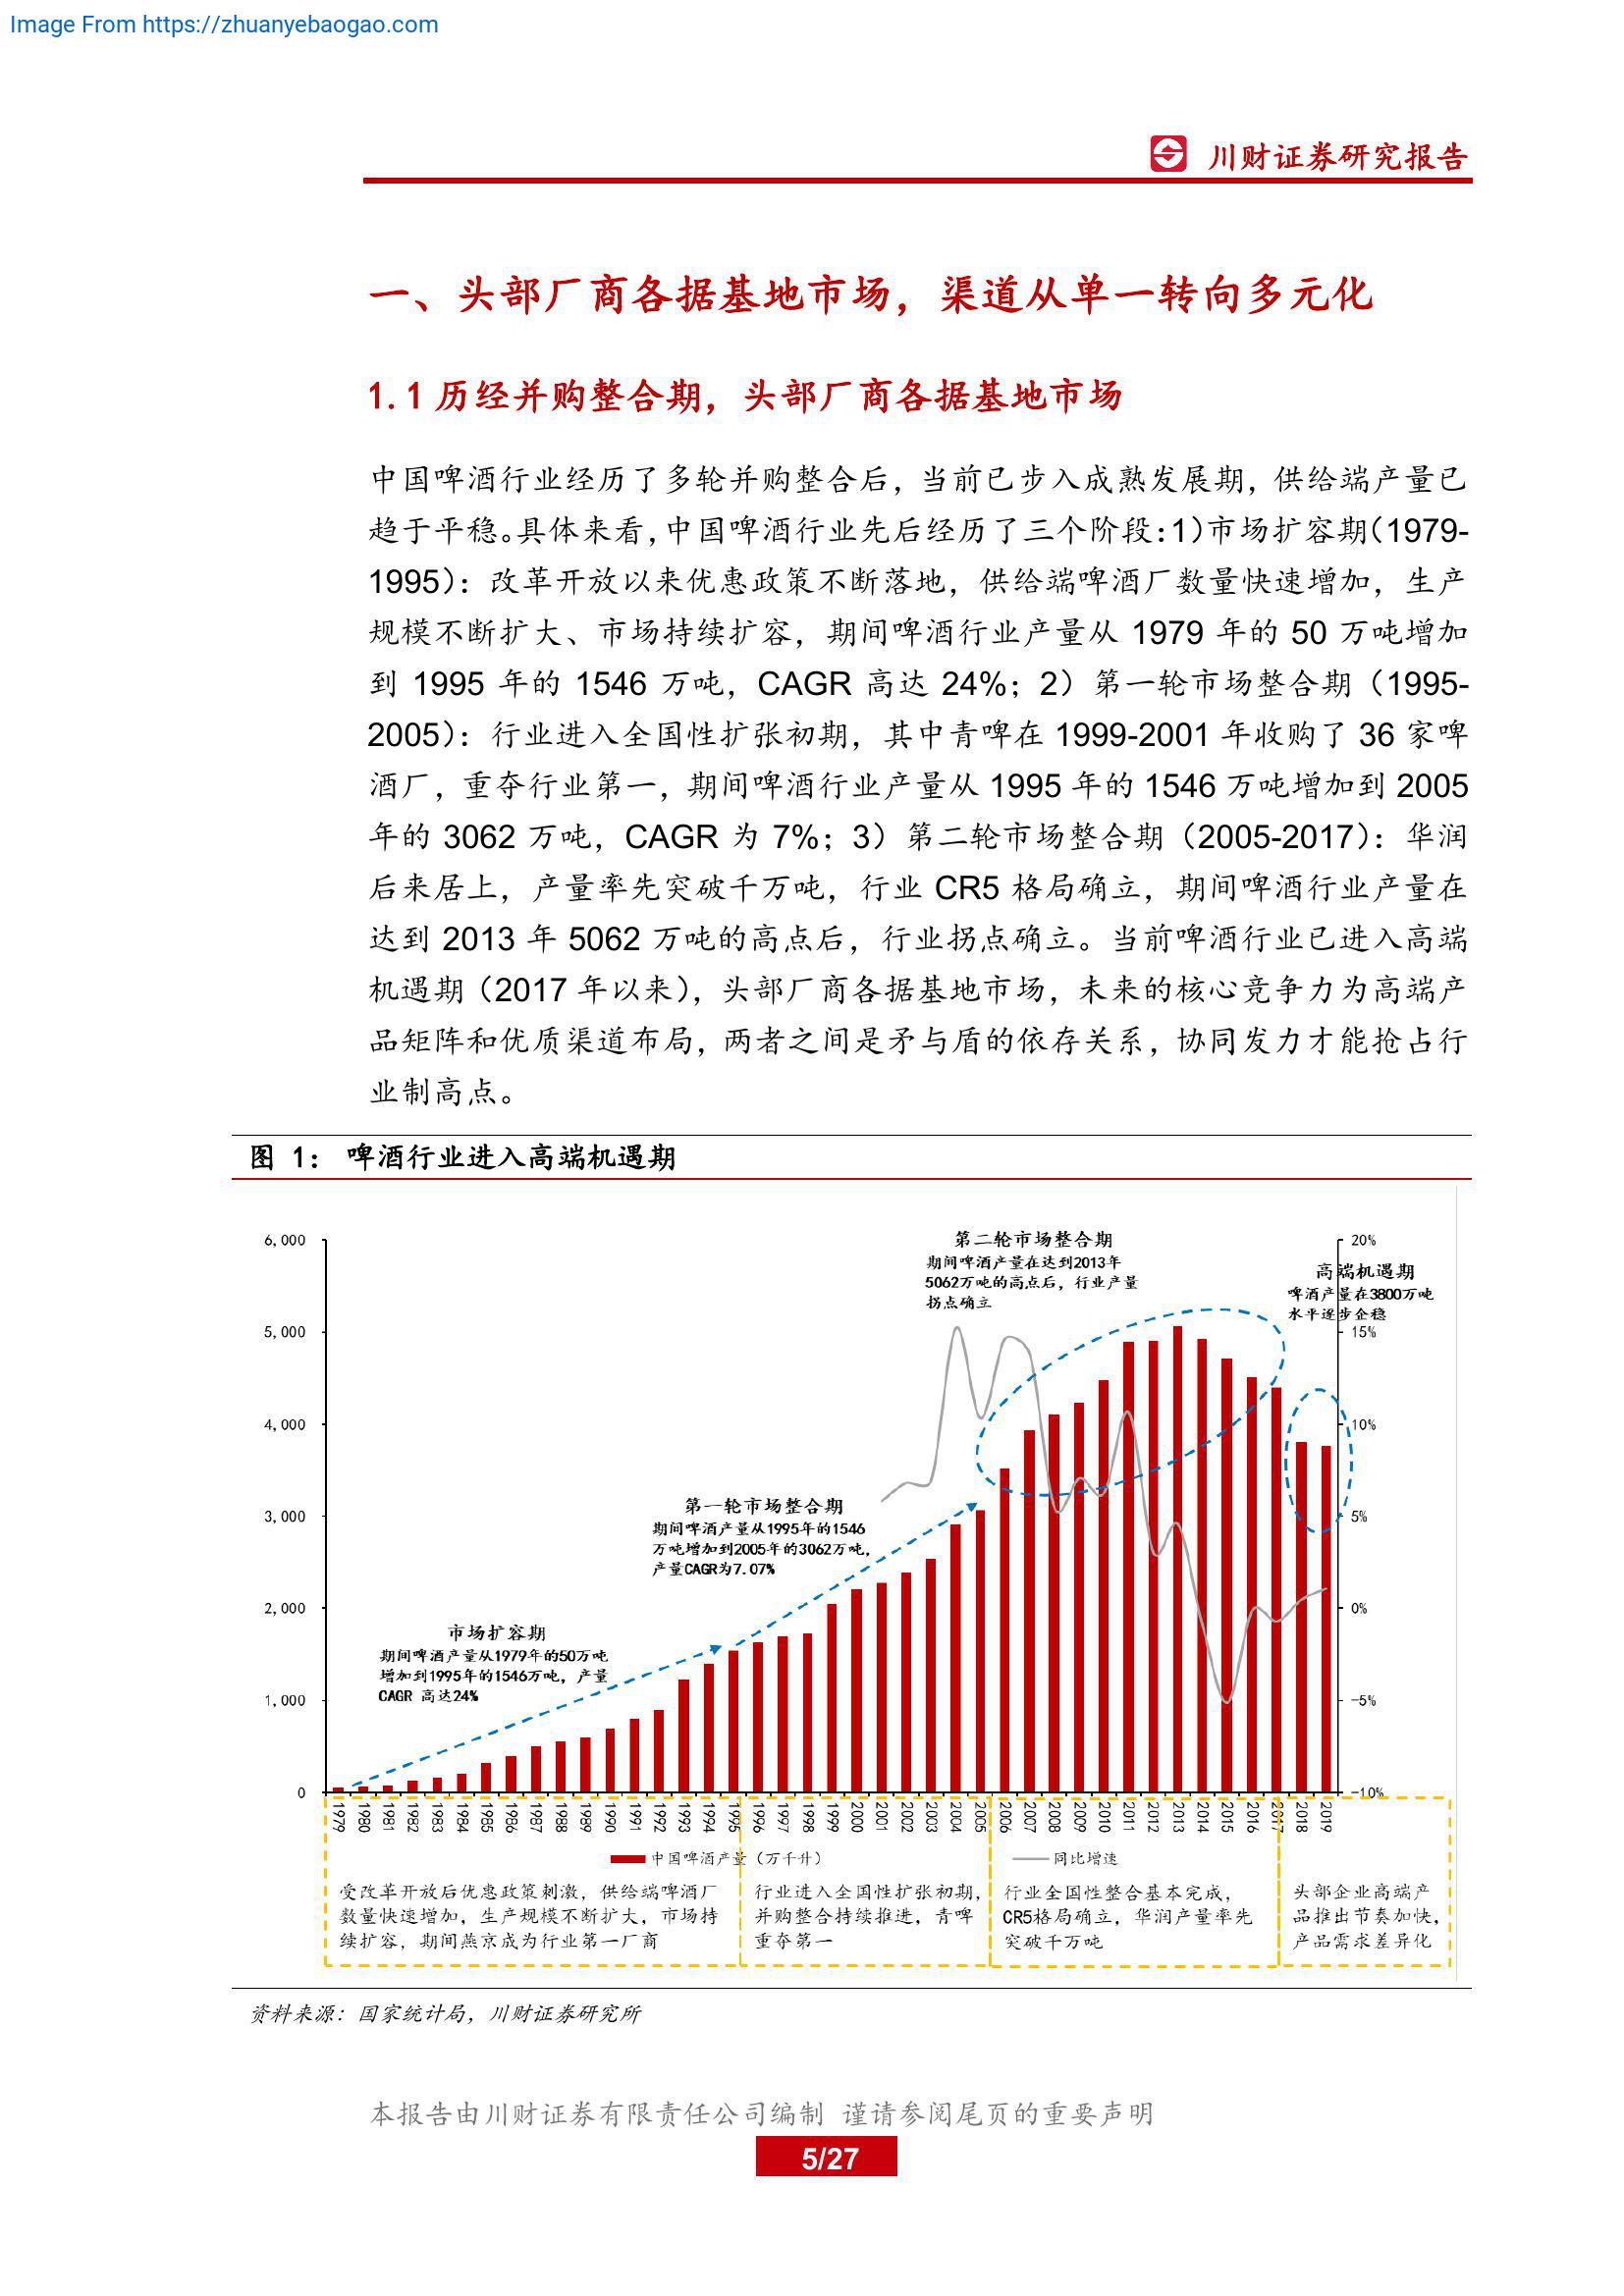 Image From https://zhuanyebaogao.com
川财证券研究报告
一、头部厂商各据基地市场，渠道从单一转向多元化
1.1 历经并购整合期，头部厂商各据基地市场
中国啤酒行业经历了多轮并购整合后，当前已步入成熟发展期，供给端产量已
趋于平稳。具体来看，中国啤酒行业先后经历了三个阶段：1）市场扩容期（1979-
1995）：改革开放以来优惠政策不断落地，供给端啤酒厂数量快速增加，生产
规模不断扩大、市场持续扩容，期间啤酒行业产量从 1979 年的 50 万吨增加
到 1995 年的 1546 万吨，CAGR 高达 24%；2）第一轮市场整合期（1995-
2005）：行业进入全国性扩张初期，其中青啤在 1999-2001 年收购了 36 家啤
酒厂，重夺行业第一，期间啤酒行业产量从 1995 年的 1546 万吨增加到 2005
年的 3062 万吨，CAGR 为 7%；3）第二轮市场整合期（2005-2017）：华润
后来居上，产量率先突破千万吨，行业 CR5 格局确立，期间啤酒行业产量在
达到 2013 年 5062 万吨的高点后，行业拐点确立。当前啤酒行业已进入高端
机遇期（2017 年以来），头部厂商各据基地市场，未来的核心竞争力为高端产
品矩阵和优质渠道布局，两者之间是矛与盾的依存关系，协同发力才能抢占行
业制高点。
图 1： 啤酒行业进入高端机遇期
6,000
5,000
4,000
3,000
2,000
1,000
0
20%
15%
10%
5%
0%
-5%
-10%
第二轮市场整合期
期间啤酒产量在达到2013年
5062万吨的高点后，行业产量
拐点确立
高端机遇期
啤酒产量在3800万吨
水平逐步企稳
第一轮市场整合期
期间啤酒产量从1995年的1546
万吨增加到2005年的3062万吨，
产量CAGR为7.07%
市场扩容期
期间啤酒产量从1979年的50万吨
增加到1995年的1546万吨，产量
CAGR 高达24%
1979 1980 1981 1982 1983 1984 1985 1986 1987 1988 1989 1990 1991 1992 1993 1994 1995 1996 1997 1998 1999 2000 2001 2002 2003 2004 2005 2006 2007 2008 2009 2010 2011 2012 2013 2014 2015 2016 2017 2018 2019
中国啤酒产量（万千升） 同比增速
受改革开放后优惠政策刺激，供给端啤酒厂
数量快速增加，生产规模不断扩大，市场持
续扩容，期间燕京成为行业第一厂商
行业进入全国性扩张初期，
并购整合持续推进，青啤
重夺第一
行业全国性整合基本完成，
CR5格局确立，华润产量率先
突破千万吨
头部企业高端产
品推出节奏加快，
产品需求差异化
资料来源：国家统计局，川财证券研究所
本报告由川财证券有限责任公司编制 谨请参阅尾页的重要声明
5/27